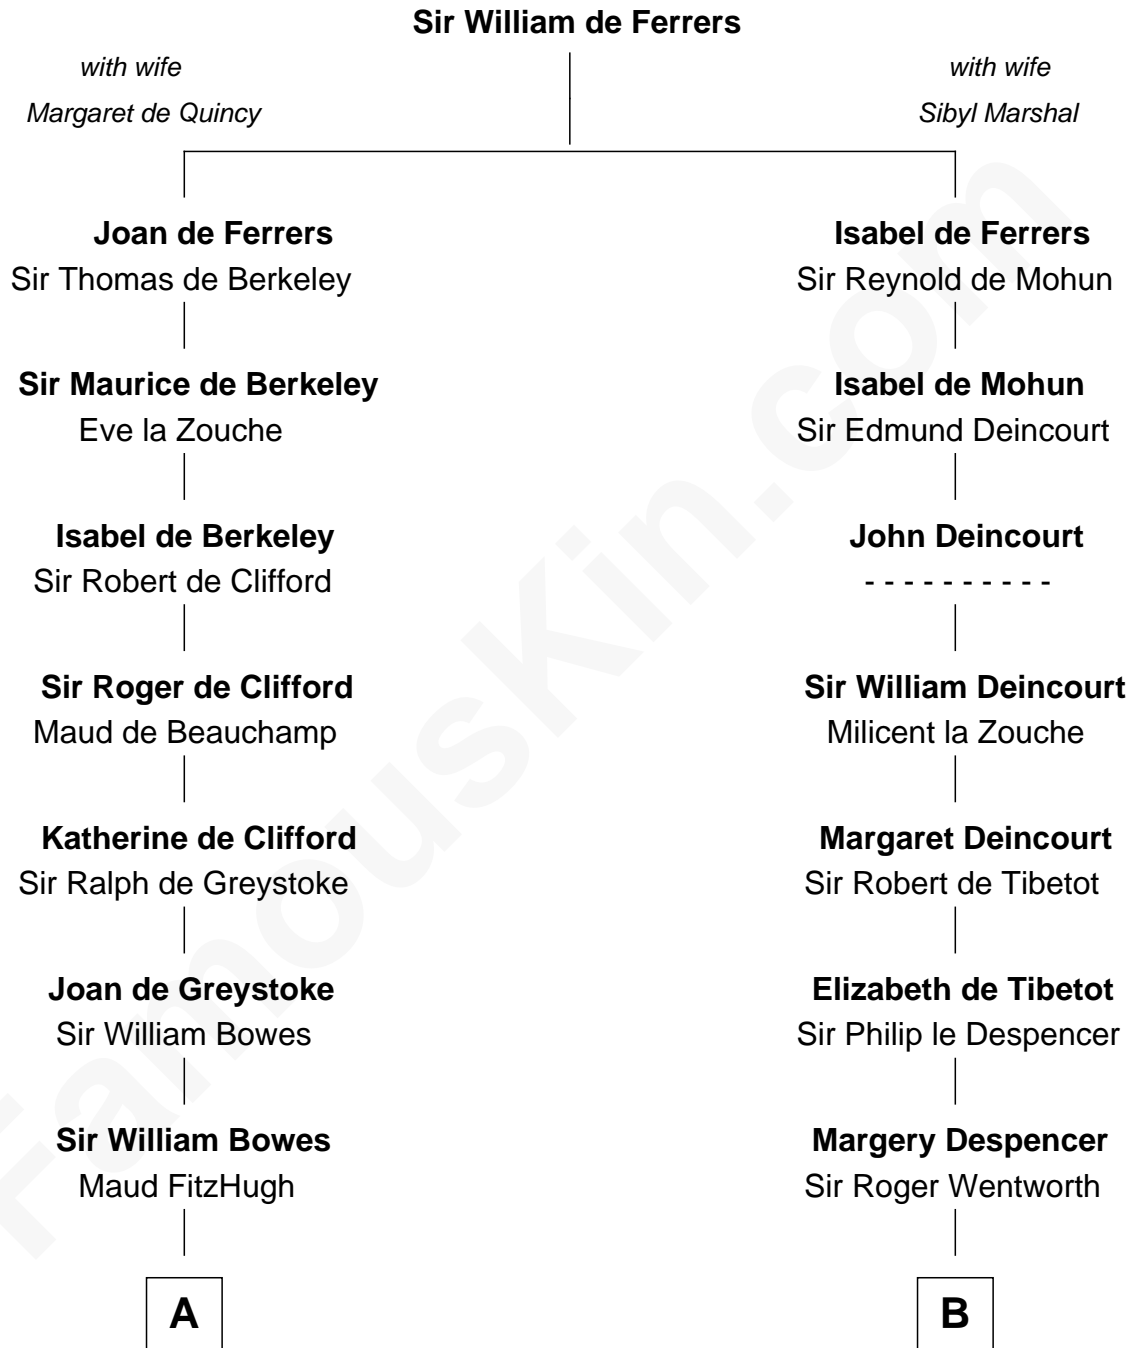 Sir William de Ferrers
with wife
Margaret de Quincy
with wife
Sibyl Marshal
Joan de Ferrers
Sir Thomas de Berkeley
Isabel de Ferrers
Sir Reynold de Mohun
Sir Maurice de Berkeley
Eve la Zouche
Isabel de Mohun
Sir Edmund Deincourt
Isabel de Berkeley
Sir Robert de Clifford
John Deincourt
- - - - - - - - - -
Sir Roger de Clifford
Maud de Beauchamp
Sir William Deincourt
Milicent la Zouche
Katherine de Clifford
Sir Ralph de Greystoke
Margaret Deincourt
Sir Robert de Tibetot
Joan de Greystoke
Sir William Bowes
Elizabeth de Tibetot
Sir Philip le Despencer
Sir William Bowes
Maud FitzHugh
Margery Despencer
Sir Roger Wentworth
A
B
FamousKin.com